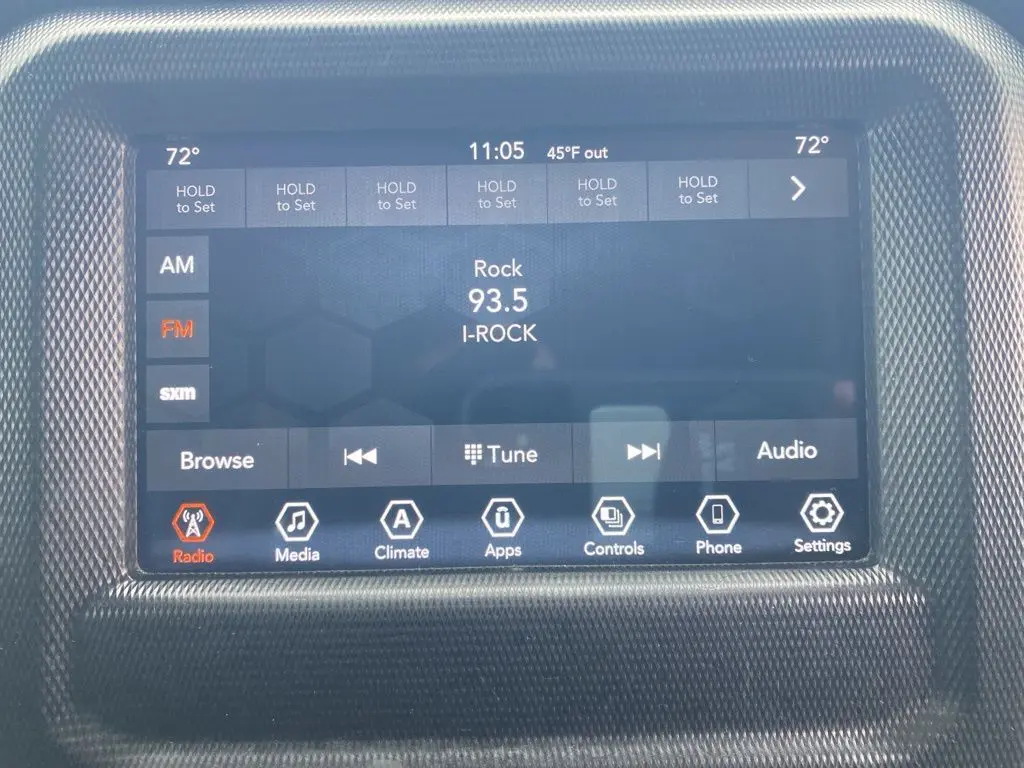 72° 11:05 45°F out 72°
HOLD HOLD HOLD HOLD HOLD HOLD
to Set to Set to Set to Set to Set to Set
AM
Rock
93.5
FM
I-ROCK
sxm
Browse Tune Audio
A û
Radio Media Climate Apps Controls Phone Settings